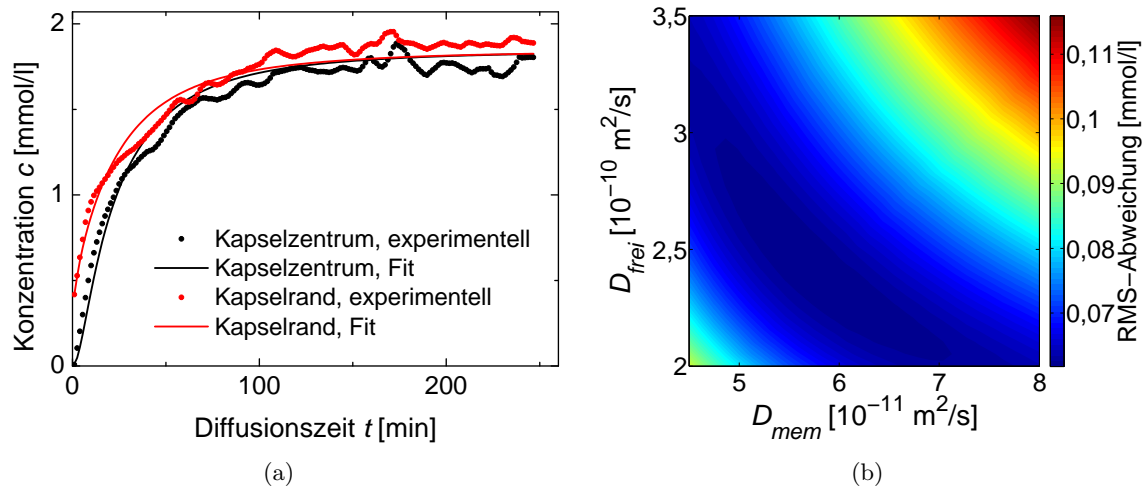 2
1
0
0
100
200
Konzentration c [mmol/l]
Diffusionszeit t [min]
Kapselzentrum, experimentell
Kapselzentrum, Fit
Kapselrand, experimentell
Kapselrand, Fit
(a)
3,5
3
2,5
2
5
6
7
8
D_frei [10⁻¹⁰ m²/s]
D_mem [10⁻¹¹ m²/s]
0,11
0,1
0,09
0,08
0,07
RMS−Abweichung [mmol/l]
(b)